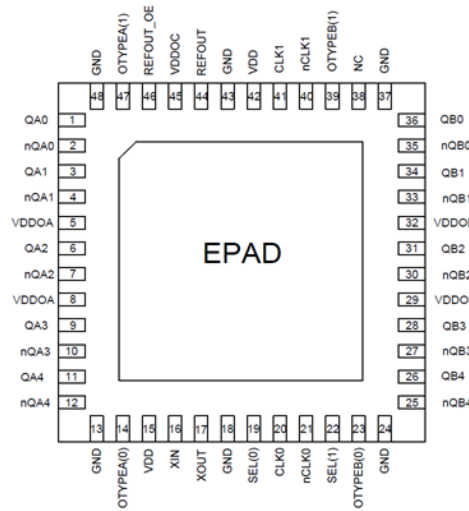 GND
OTYPEA(1)
REFOUT_OE
VDDOC
REFOUT
GND
VDD
CLK1
nCLK1
OTYPEB(1)
NC
GND
48 47 46 45 44 43 42 41 40 39 38 37
QA0 1
nQA0 2
QA1 3
nQA1 4
VDDOA 5
QA2 6
nQA2 7
VDDOA 8
QA3 9
nQA3 10
QA4 11
nQA4 12
EPAD
36 QB0
35 nQB0
34 QB1
33 nQB1
32 VDDO
31 QB2
30 nQB2
29 VDDO
28 QB3
27 nQB3
26 QB4
25 nQB4
13 14 15 16 17 18 19 20 21 22 23 24
GND
OTYPEA(0)
VDD
XIN
XOUT
GND
SEL(0)
CLK0
nCLK0
SEL(1)
OTYPEB(0)
GND